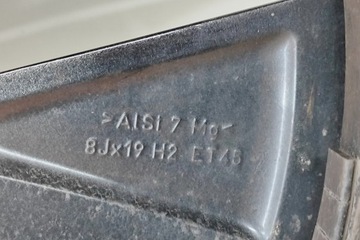 >AlSi 7 Mg<
8Jx19 H2 ET45